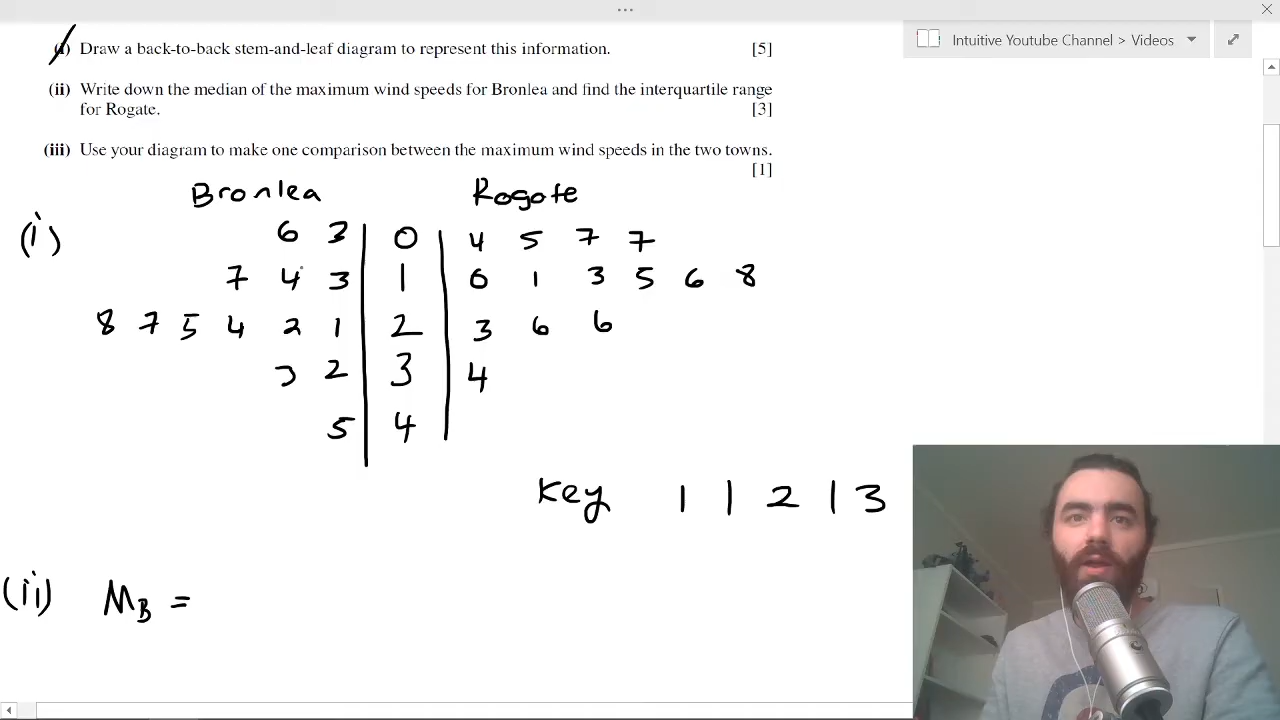 Intuitive Youtube Channel > Videos
(i) Draw a back-to-back stem-and-leaf diagram to represent this information. [5]
(ii) Write down the median of the maximum wind speeds for Bronlea and find the interquartile range
for Rogate. [3]
(iii) Use your diagram to make one comparison between the maximum wind speeds in the two towns.
[1]
Bronlea Rogate
(i) 6 3 | 0 | 4 5 7 7
7 4 3 | 1 | 0 1 3 5 6 8
8 7 5 4 2 1 | 2 | 3 6 6
3 2 | 3 | 4
5 | 4 |
Key 1 | 2 | 3
(ii) MB =